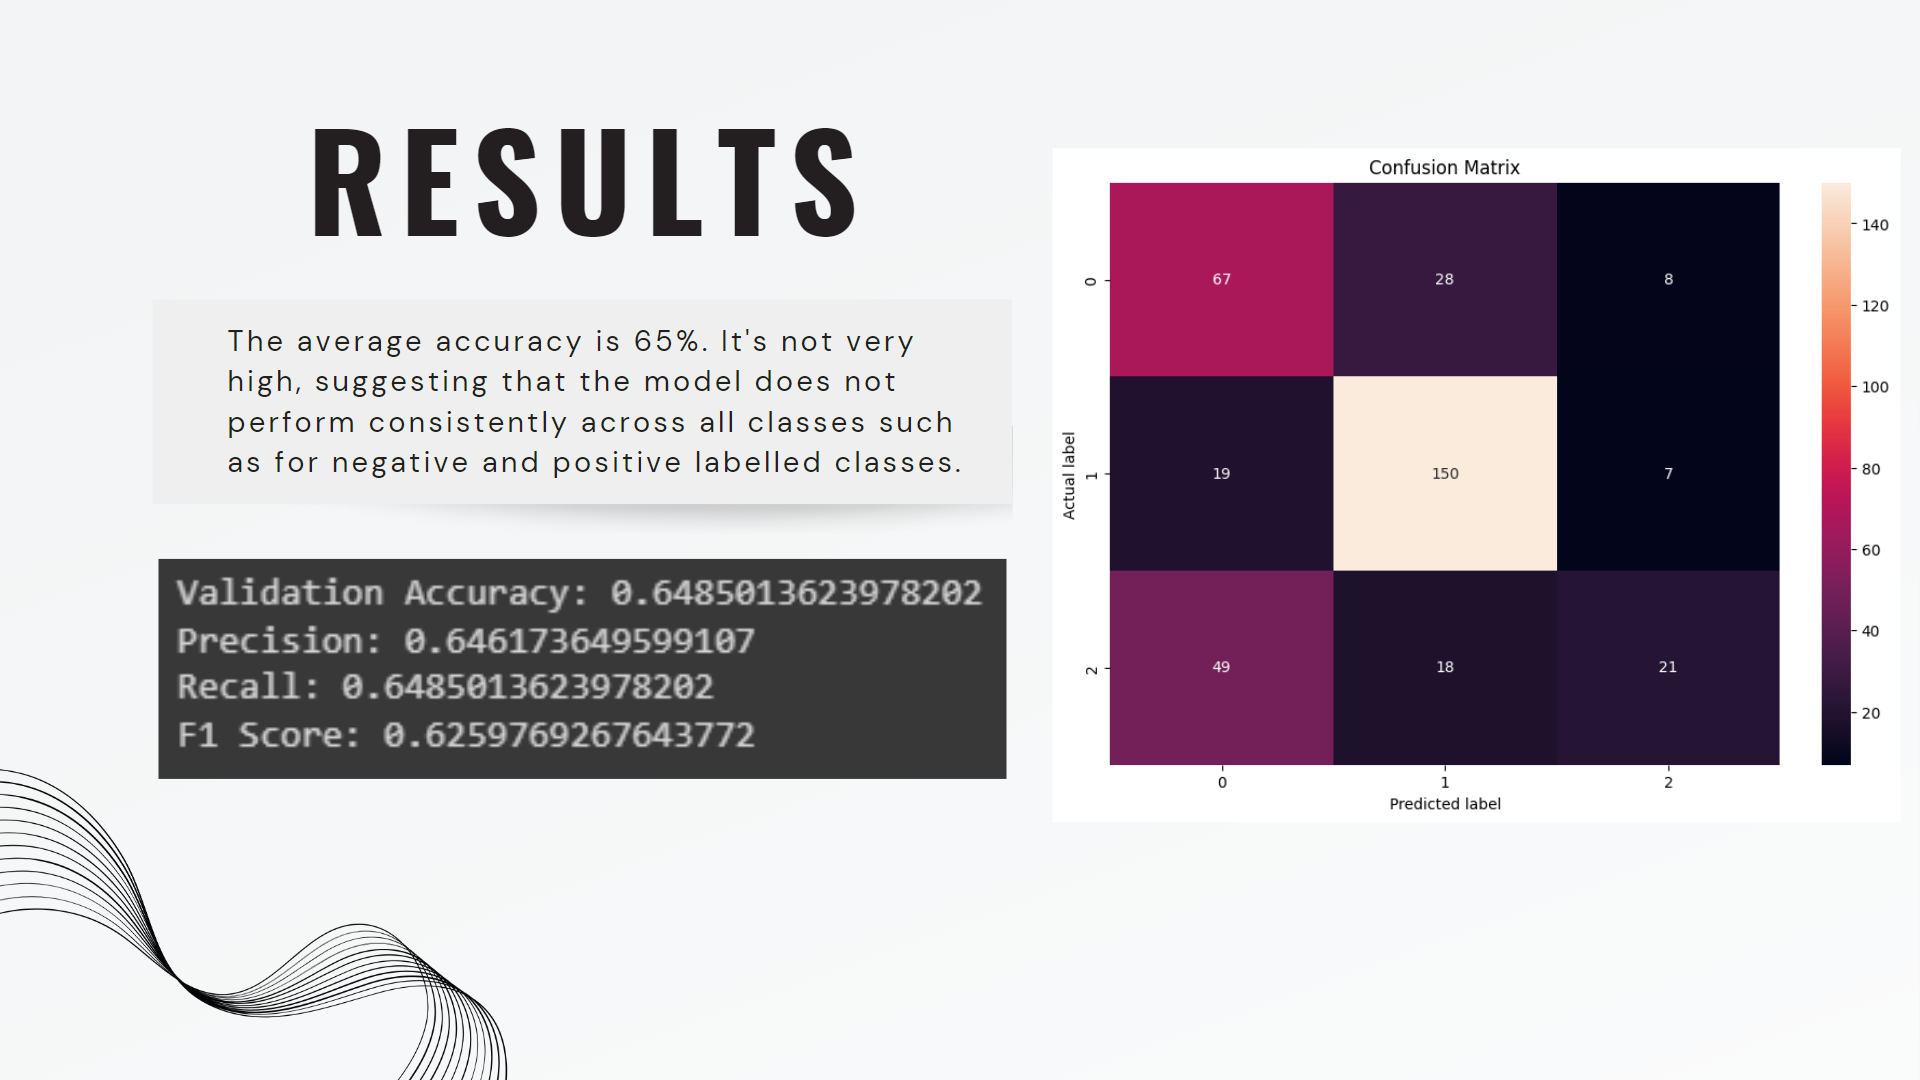 RESULTS
The average accuracy is 65%. It's not very
high, suggesting that the model does not
perform consistently across all classes such
as for negative and positive labelled classes.
Validation Accuracy: 0.6485013623978202
Precision: 0.646173649599107
Recall: 0.6485013623978202
F1 Score: 0.6259769267643772
Confusion Matrix
67 28 8
19 150 7
49 18 21
0
1
2
Actual label
0 1 2
Predicted label
140
120
100
80
60
40
20